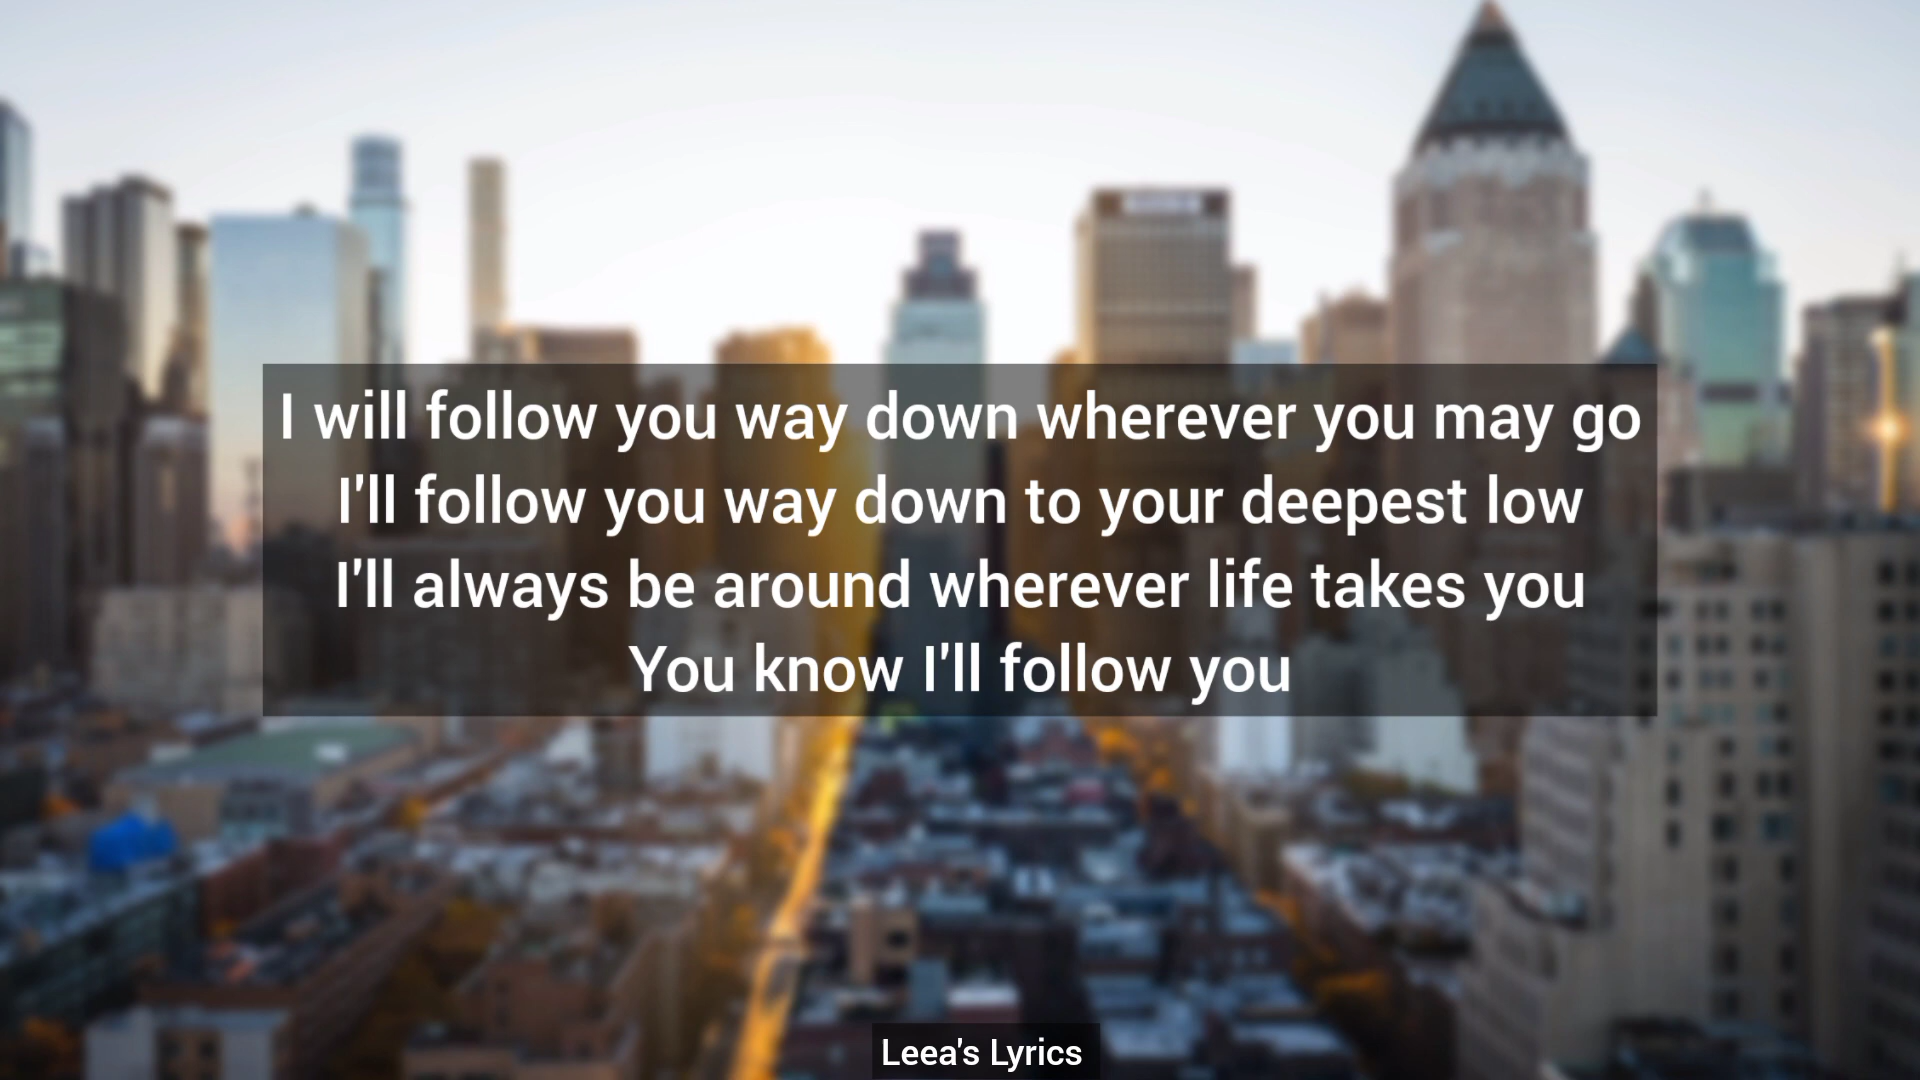 I will follow you way down wherever you may go
I'll follow you way down to your deepest low
I'll always be around wherever life takes you
You know I'll follow you
Leea's Lyrics